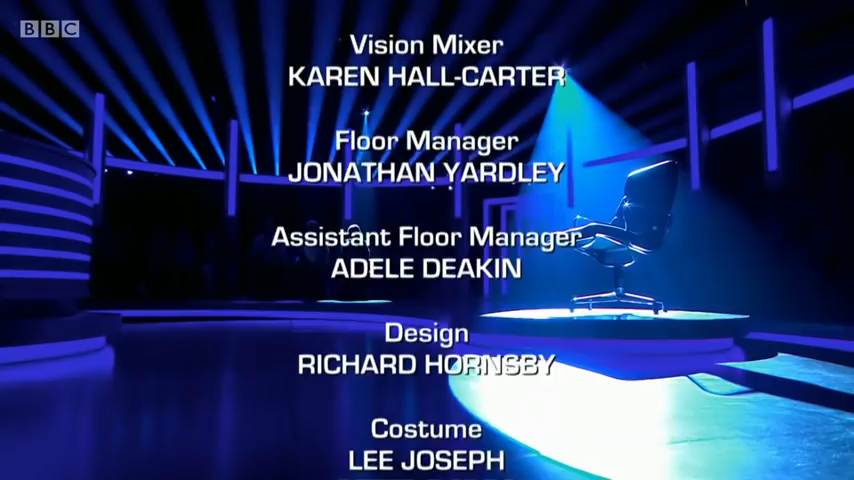 BBC
Vision Mixer
KAREN HALL-CARTER
Floor Manager
JONATHAN YARDLEY
Assistant Floor Manager
ADELE DEAKIN
Design
RICHARD HORNSBY
Costume
LEE JOSEPH